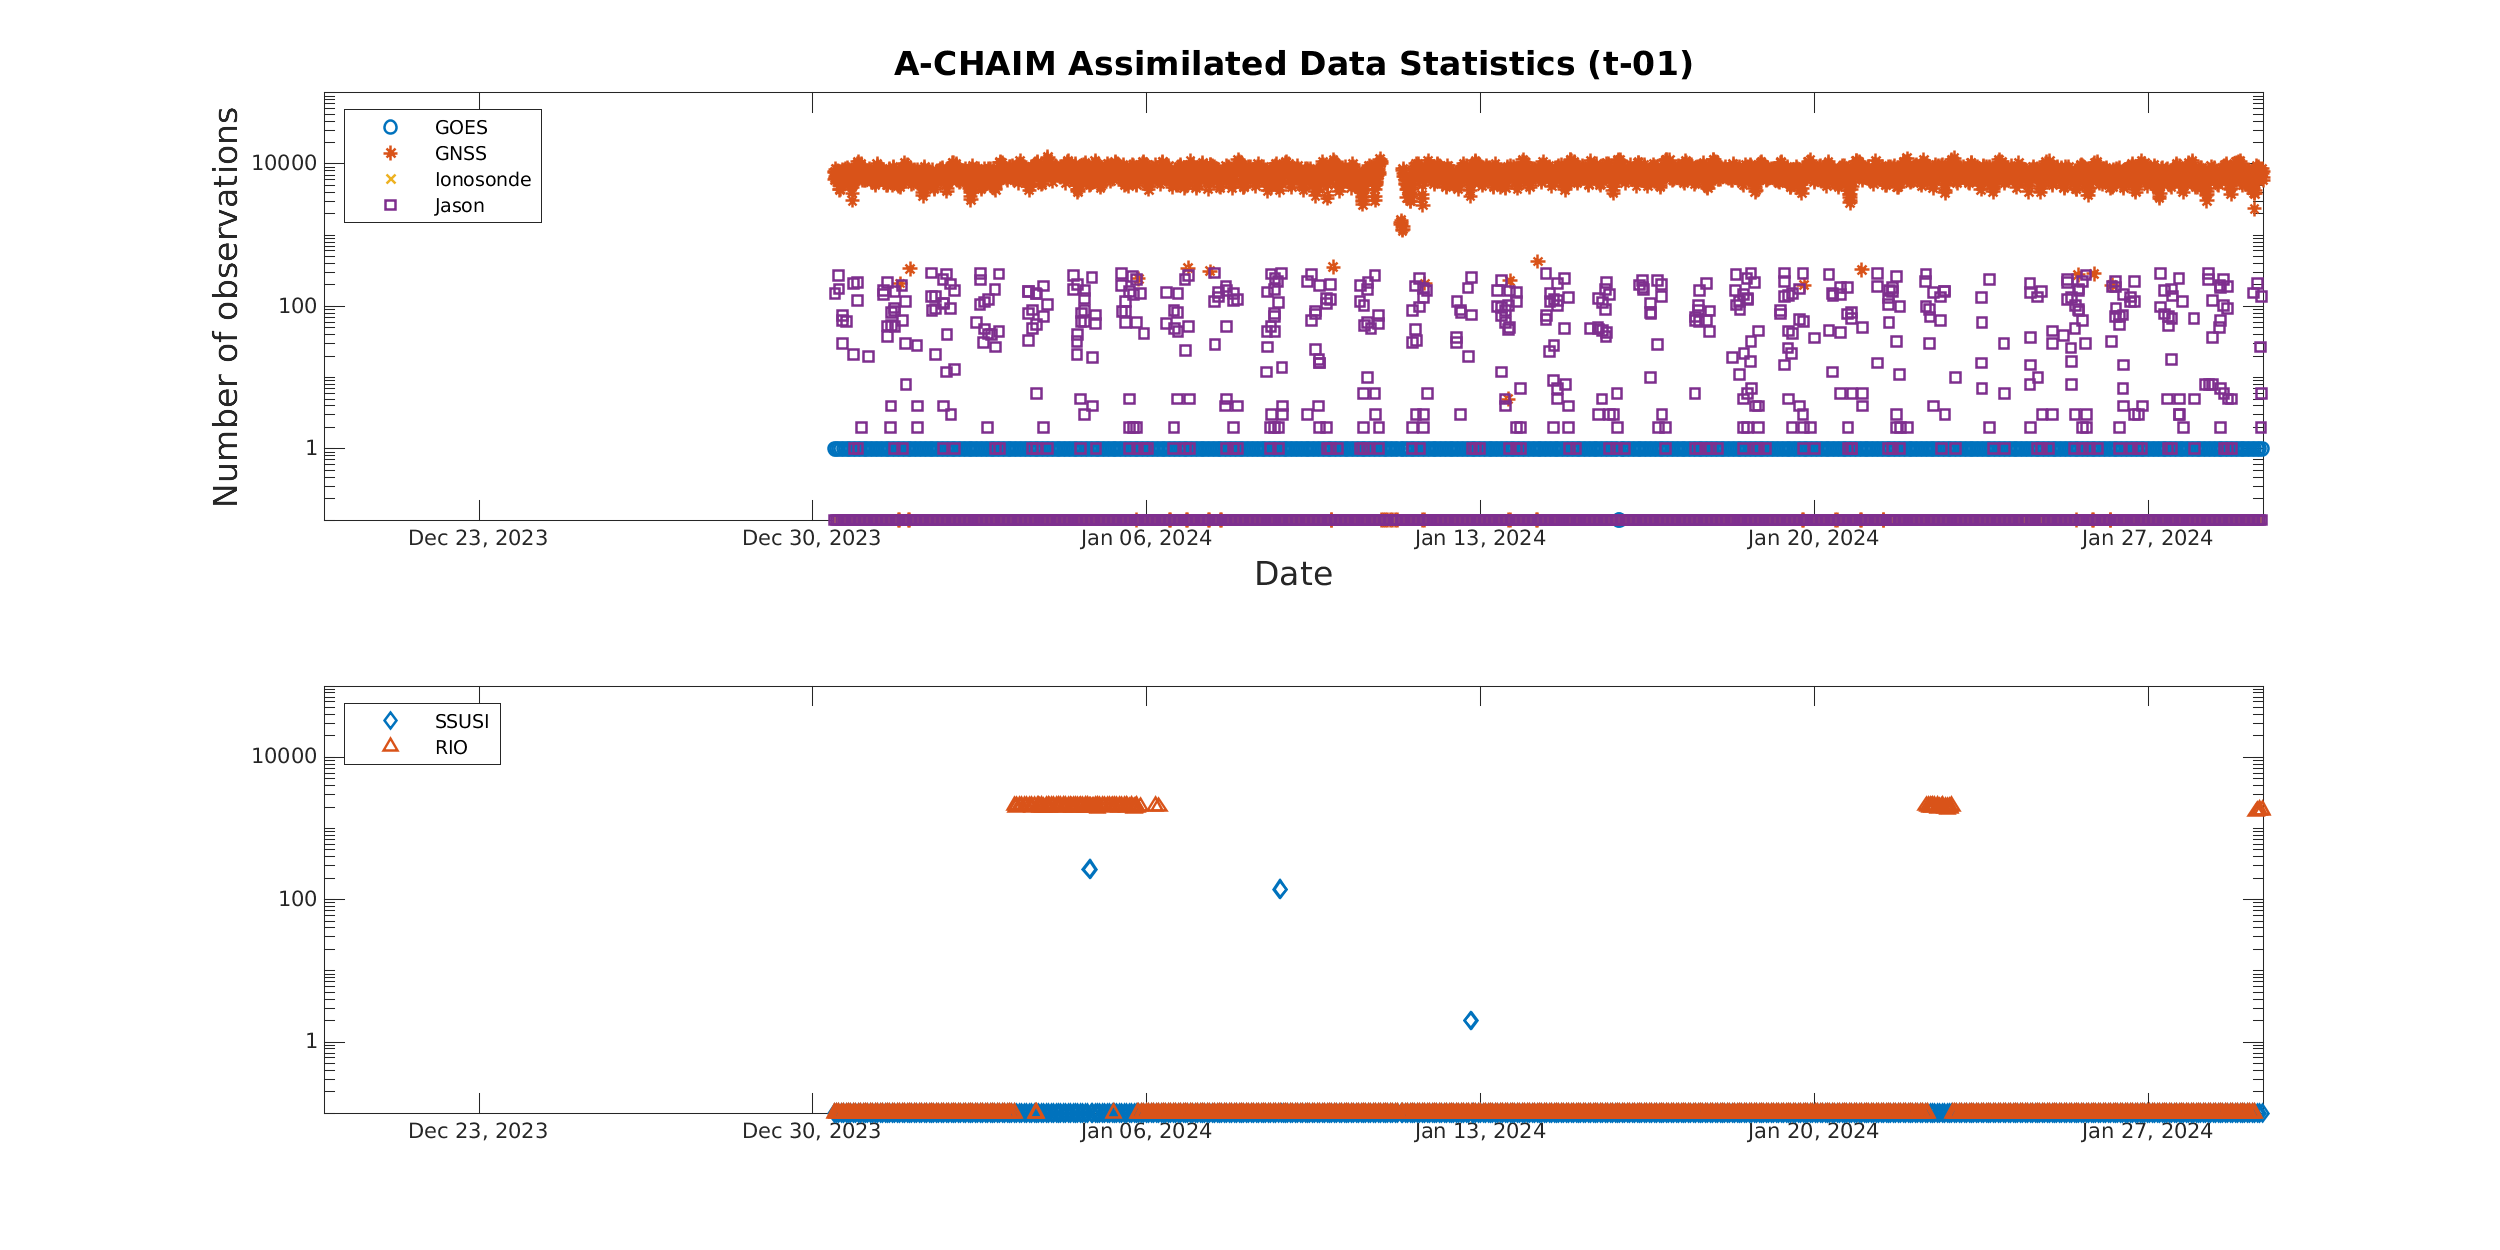 A-CHAIM Assimilated Data Statistics (t-01)
Number of observations
10000
100
1
GOES
GNSS
Ionosonde
Jason
Dec 23, 2023
Dec 30, 2023
Jan 06, 2024
Jan 13, 2024
Jan 20, 2024
Jan 27, 2024
Date
10000
100
1
SSUSI
RIO
Dec 23, 2023
Dec 30, 2023
Jan 06, 2024
Jan 13, 2024
Jan 20, 2024
Jan 27, 2024